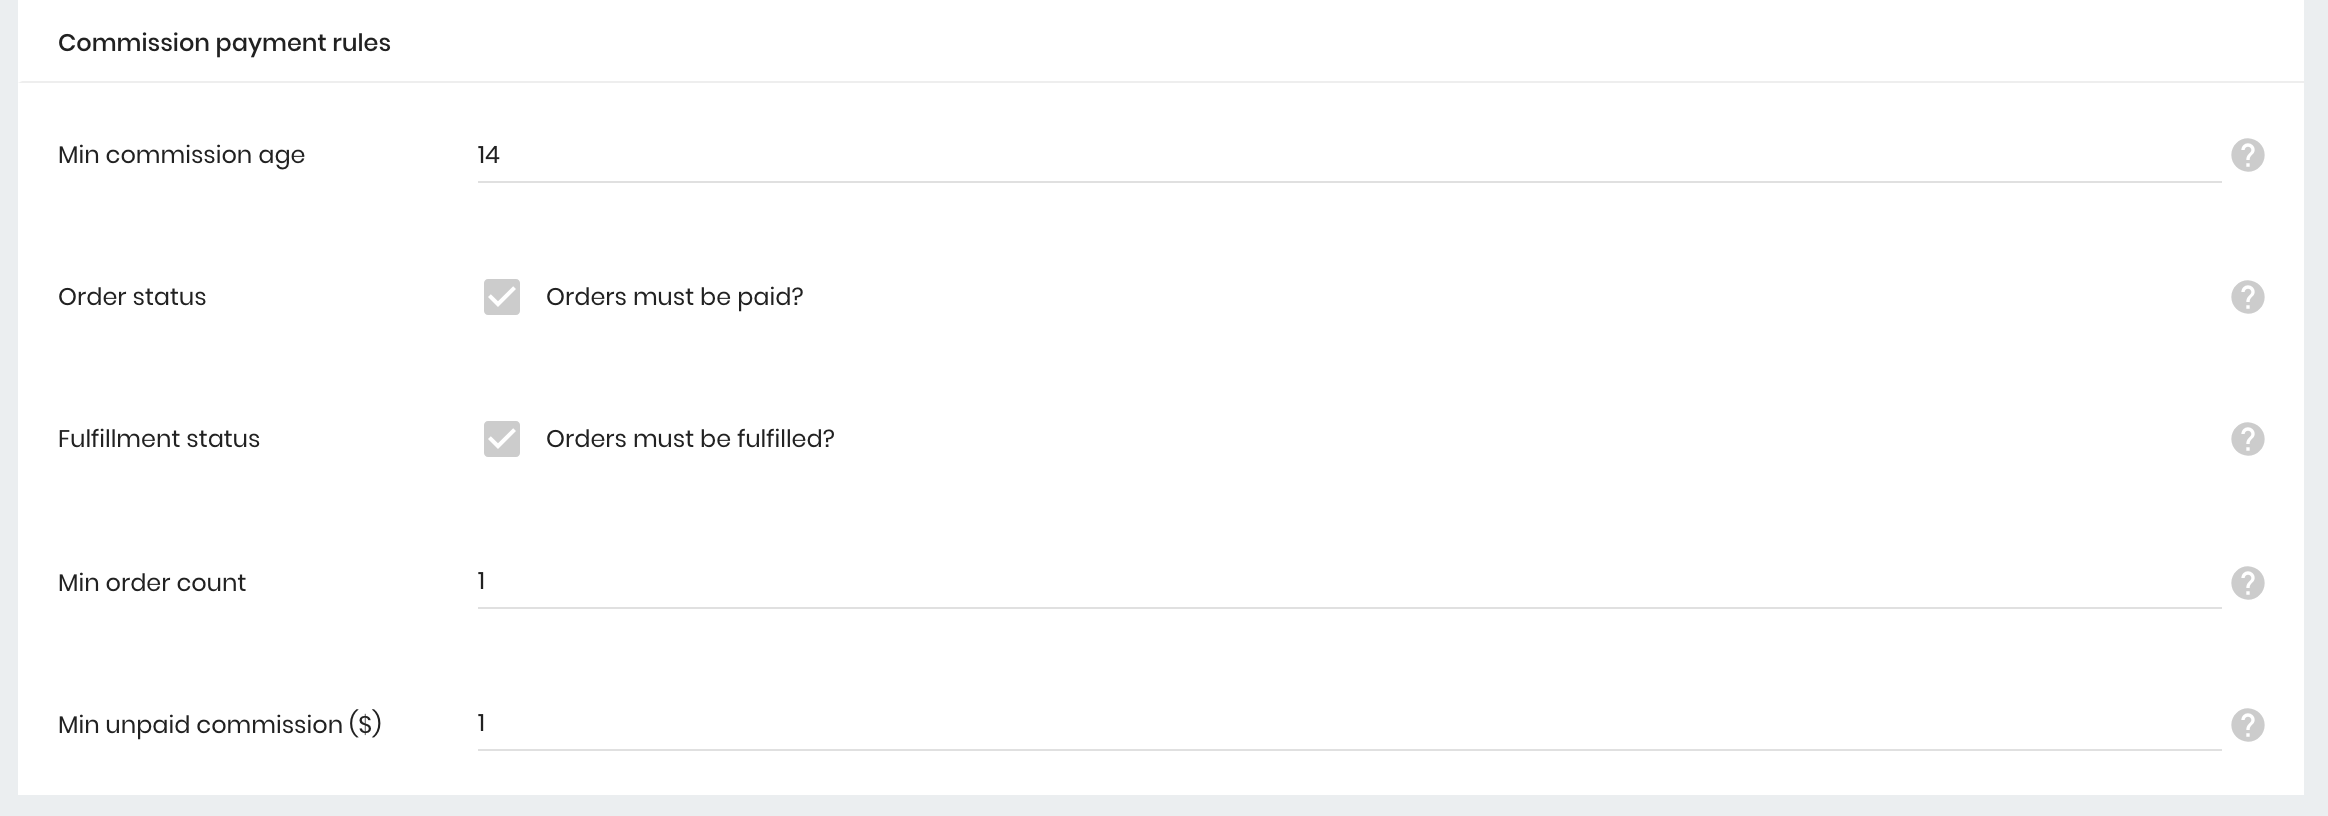 Commission payment rules
Min commission age 14
Order status Orders must be paid?
Fulfillment status Orders must be fulfilled?
Min order count 1
Min unpaid commission ($) 1